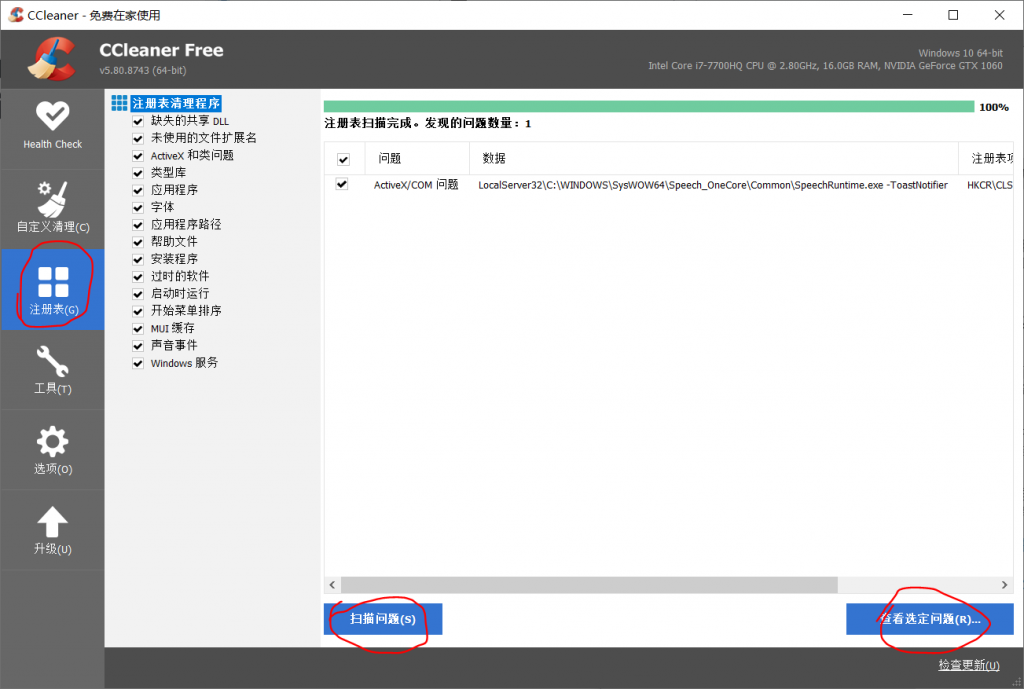 CCleaner - 免费在家使用
CCleaner Free
v5.80.8743 (64-bit)
Windows 10 64-bit
Intel Core i7-7700HQ CPU @ 2.80GHz, 16.0GB RAM, NVIDIA GeForce GTX 1060
Health Check
自定义清理(C)
注册表(G)
工具(T)
选项(O)
升级(U)
注册表清理程序
缺失的共享 DLL
未使用的文件扩展名
ActiveX 和类问题
类型库
应用程序
字体
应用程序路径
帮助文件
安装程序
过时的软件
启动时运行
开始菜单排序
MUI 缓存
声音事件
Windows 服务
100%
注册表扫描完成。发现的问题数量：1
问题 数据 注册表项
ActiveX/COM 问题 LocalServer32\C:\WINDOWS\SysWOW64\Speech_OneCore\Common\SpeechRuntime.exe -ToastNotifier HKCR\CLS
扫描问题(S) 查看选定问题(R)...
检查更新(U)